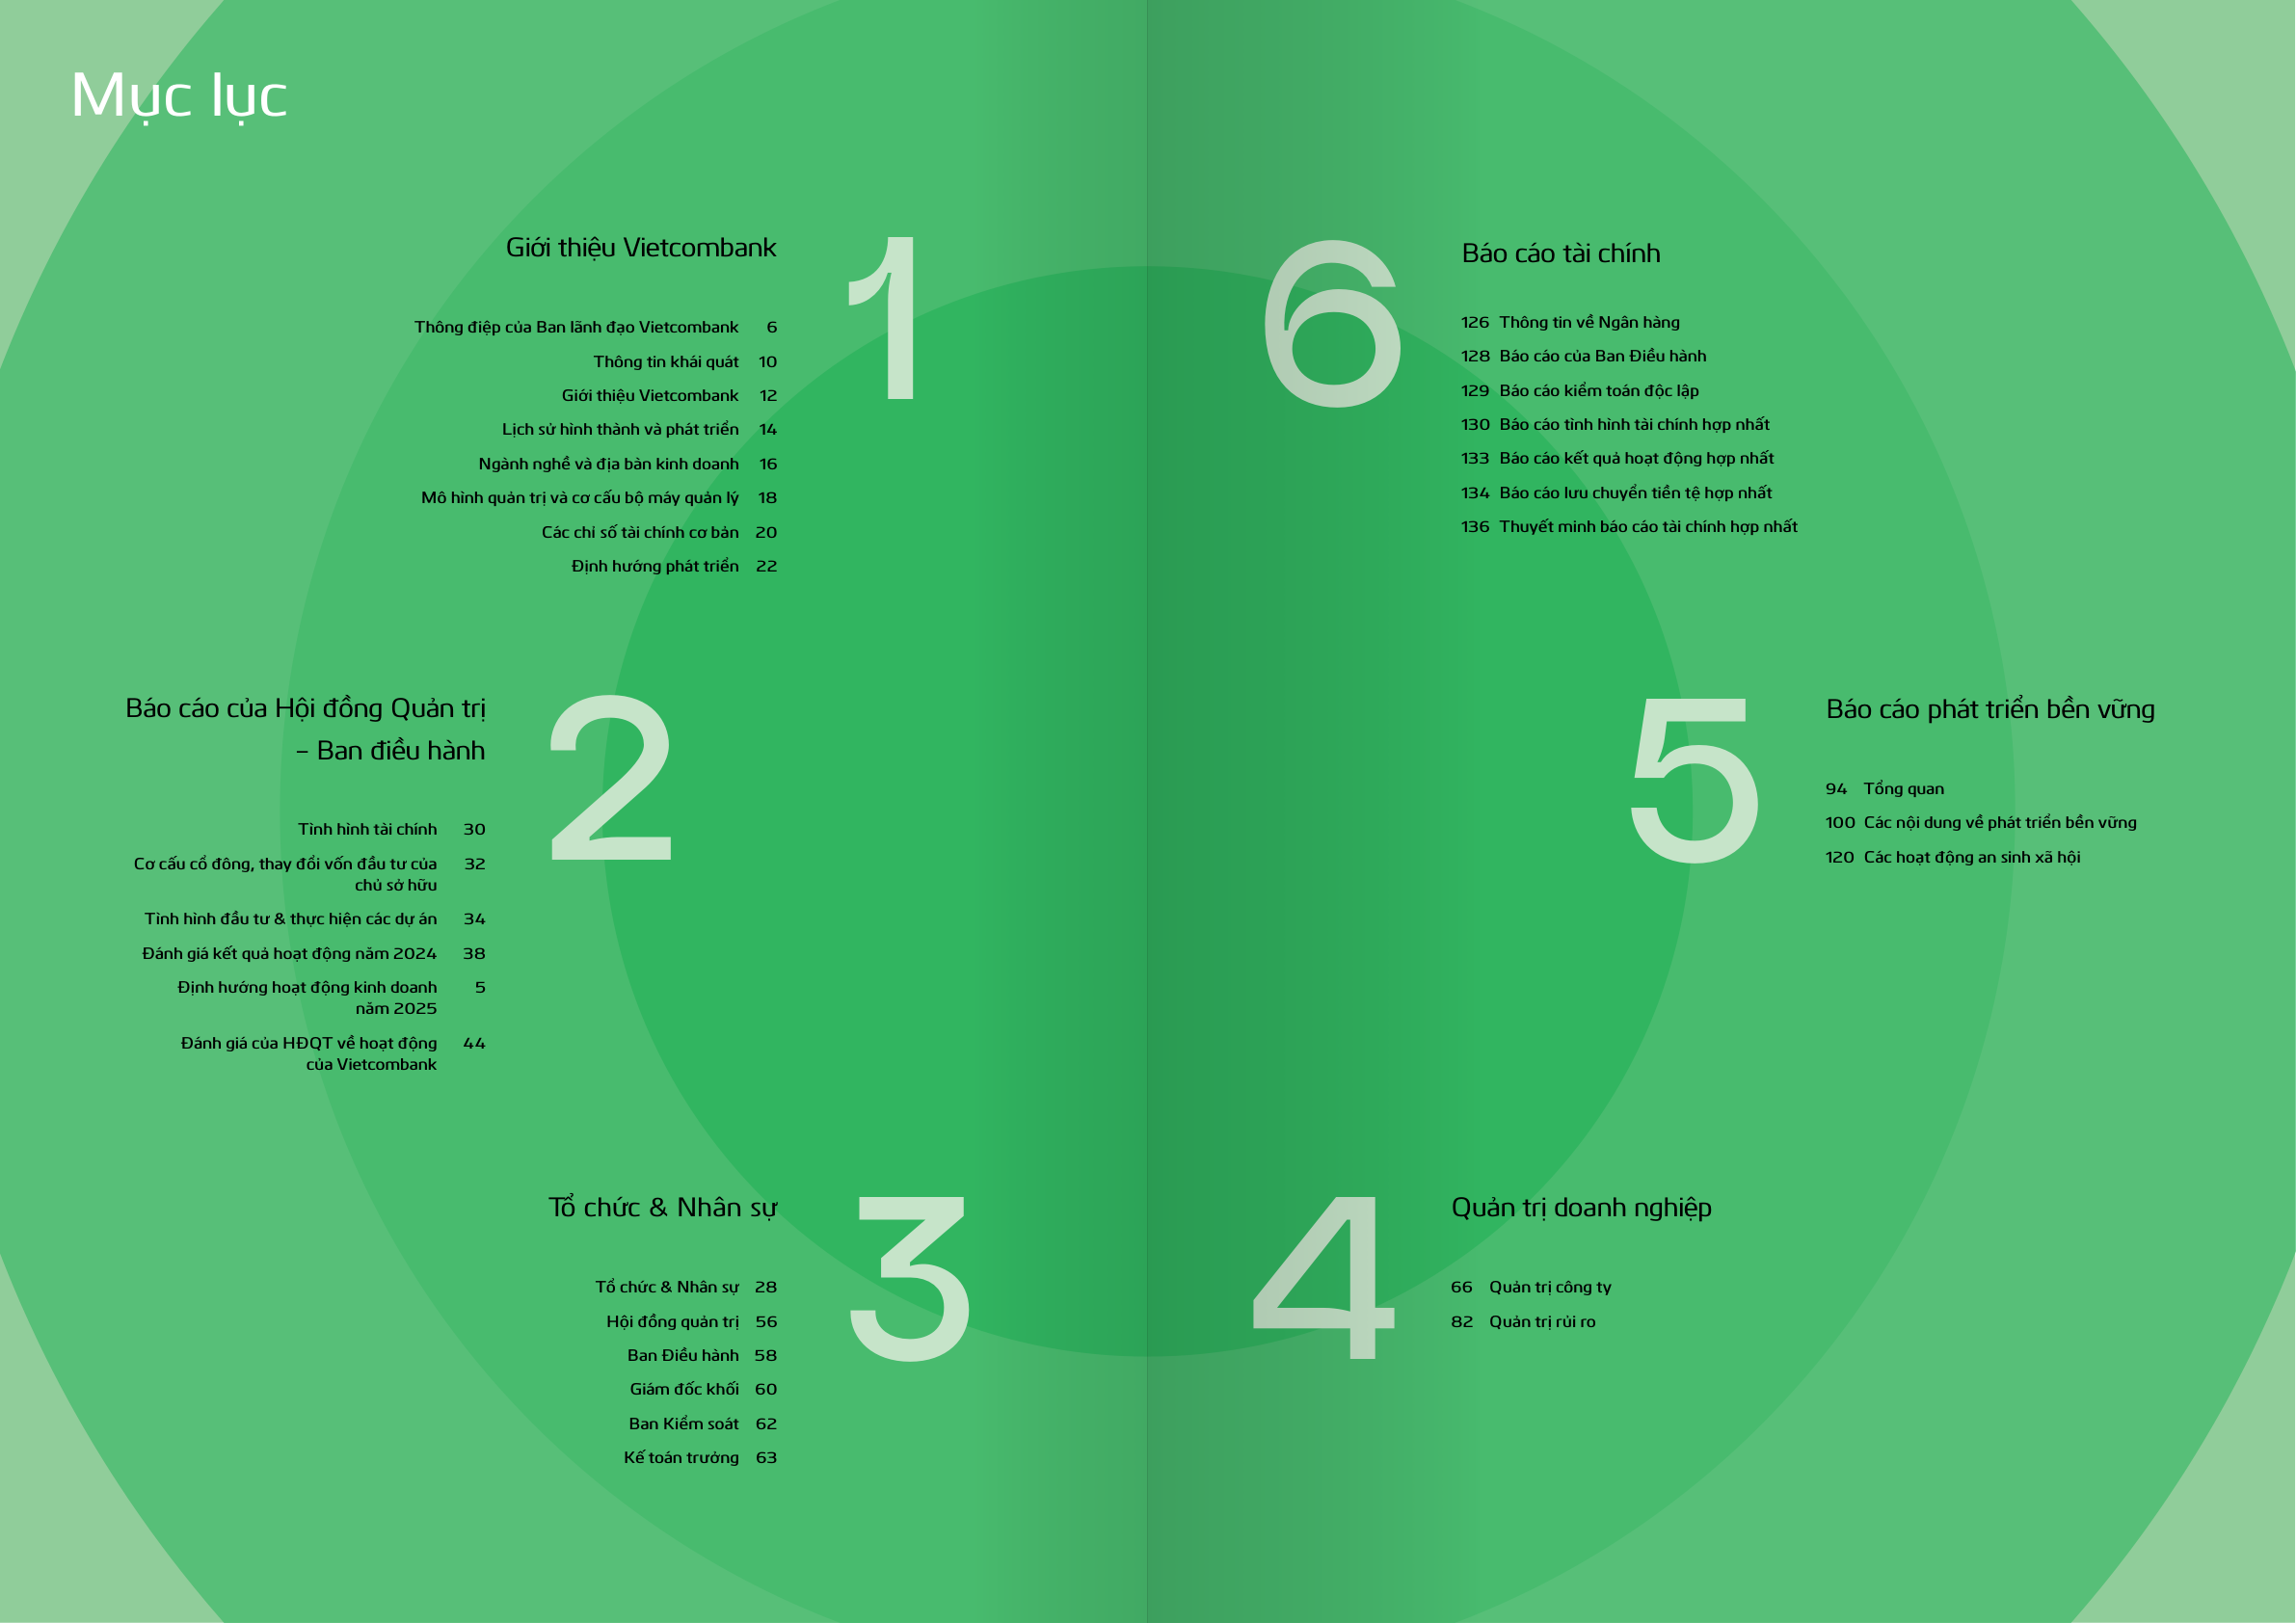 Mục lục
1
Giới thiệu Vietcombank
Thông điệp của Ban lãnh đạo Vietcombank 6
Thông tin khái quát 10
Giới thiệu Vietcombank 12
Lịch sử hình thành và phát triển 14
Ngành nghề và địa bàn kinh doanh 16
Mô hình quản trị và cơ cấu bộ máy quản lý 18
Các chỉ số tài chính cơ bản 20
Định hướng phát triển 22
2
Báo cáo của Hội đồng Quản trị
– Ban điều hành
Tình hình tài chính 30
Cơ cấu cổ đông, thay đổi vốn đầu tư của 32
chủ sở hữu
Tình hình đầu tư & thực hiện các dự án 34
Đánh giá kết quả hoạt động năm 2024 38
Định hướng hoạt động kinh doanh 5
năm 2025
Đánh giá của HĐQT về hoạt động 44
của Vietcombank
3
Tổ chức & Nhân sự
Tổ chức & Nhân sự 28
Hội đồng quản trị 56
Ban Điều hành 58
Giám đốc khối 60
Ban Kiểm soát 62
Kế toán trưởng 63
4
Quản trị doanh nghiệp
66 Quản trị công ty
82 Quản trị rủi ro
5
Báo cáo phát triển bền vững
94 Tổng quan
100 Các nội dung về phát triển bền vững
120 Các hoạt động an sinh xã hội
6
Báo cáo tài chính
126 Thông tin về Ngân hàng
128 Báo cáo của Ban Điều hành
129 Báo cáo kiểm toán độc lập
130 Báo cáo tình hình tài chính hợp nhất
133 Báo cáo kết quả hoạt động hợp nhất
134 Báo cáo lưu chuyển tiền tệ hợp nhất
136 Thuyết minh báo cáo tài chính hợp nhất